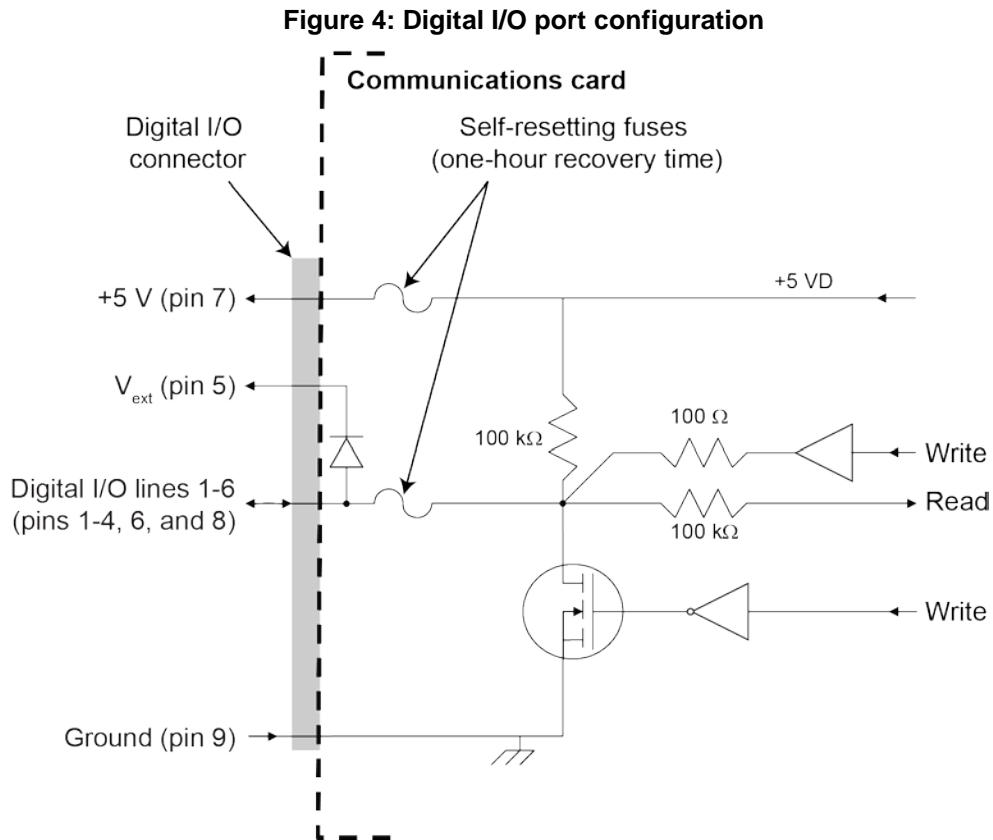 Figure 4: Digital I/O port configuration
Communications card
Digital I/O
connector
Self-resetting fuses
(one-hour recovery time)
+5 V (pin 7)
+5 VD
Vext (pin 5)
100 kΩ
100 Ω
Write
Digital I/O lines 1-6
(pins 1-4, 6, and 8)
Read
100 kΩ
Write
Ground (pin 9)